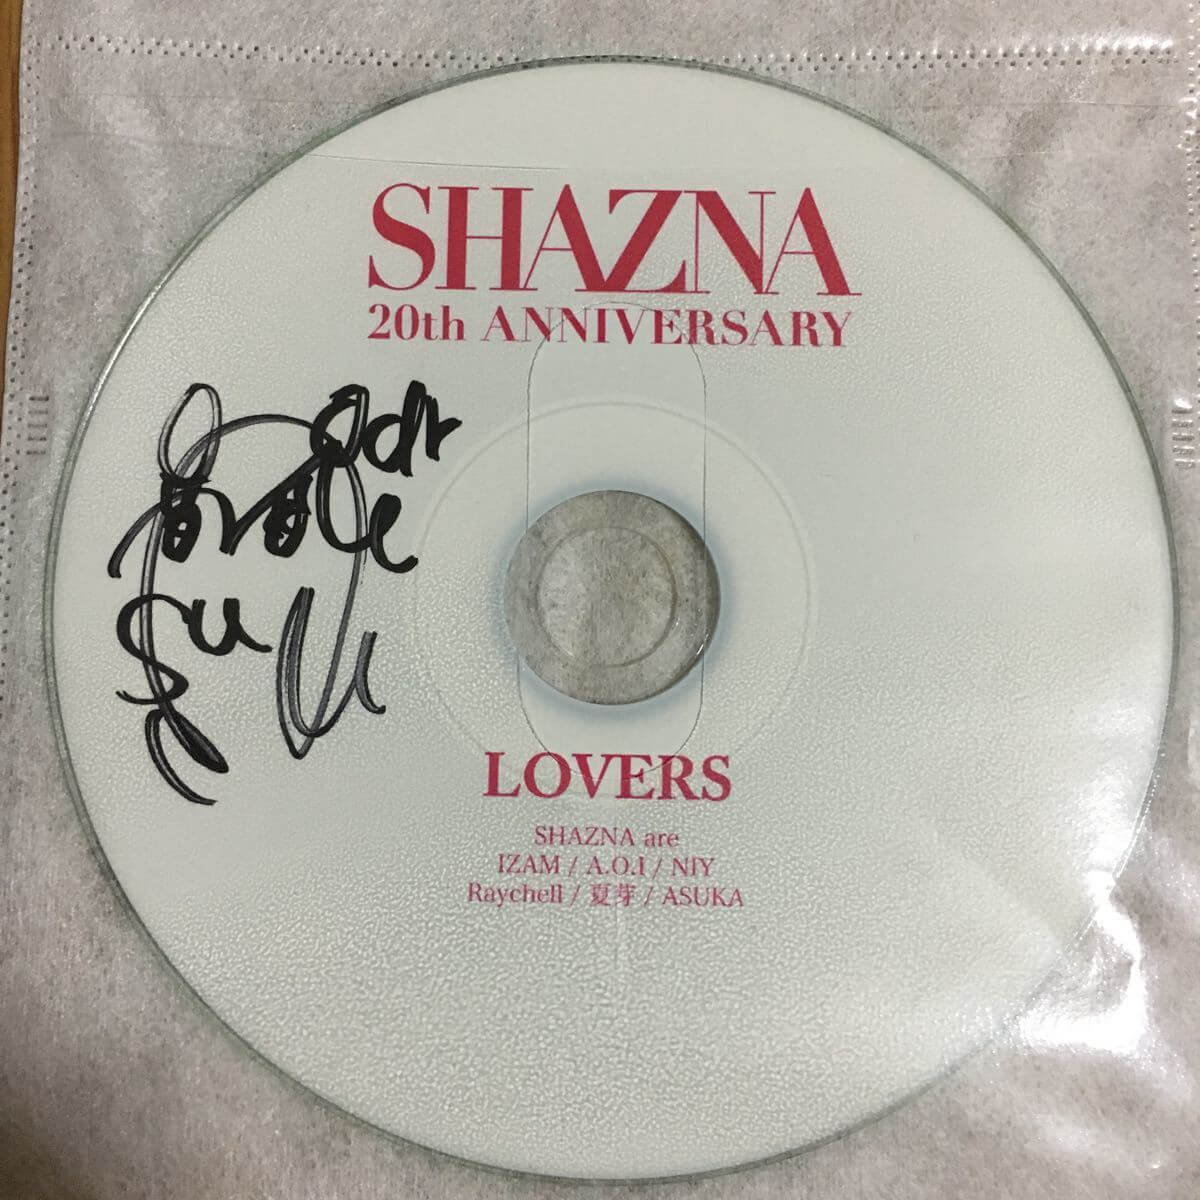 SHAZNA
20th ANNIVERSARY
LOVERS
SHAZNA are
IZAM / A.O.I / NIY
Raychell / 夏芽 / ASUKA